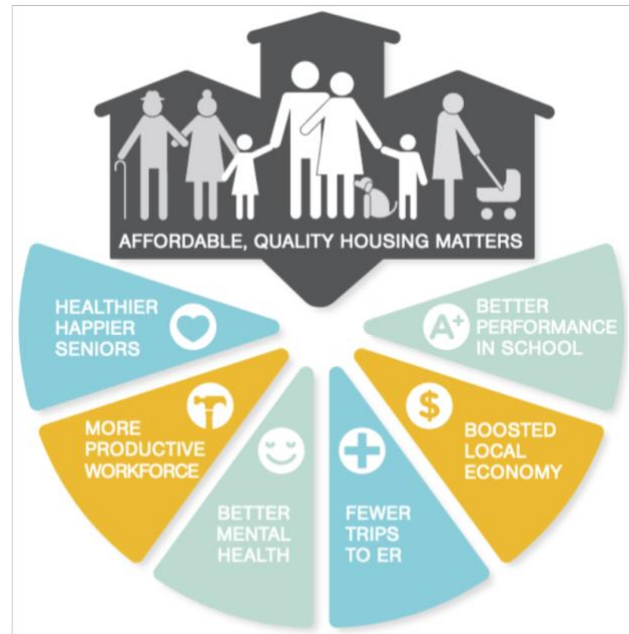 AFFORDABLE, QUALITY HOUSING MATTERS
HEALTHIER
HAPPIER
SENIORS
MORE
PRODUCTIVE
WORKFORCE
BETTER
MENTAL
HEALTH
FEWER
TRIPS
TO ER
$
BOOSTED
LOCAL
ECONOMY
A+
BETTER
PERFORMANCE
IN SCHOOL